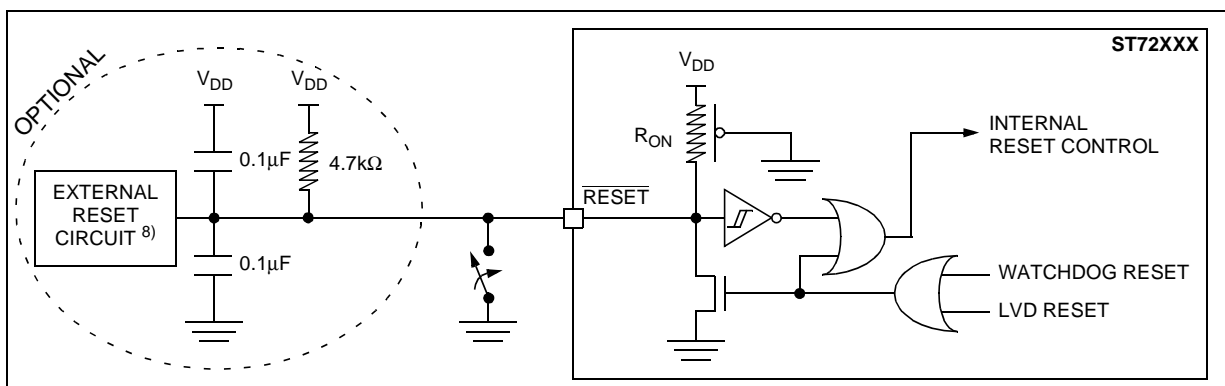 OPTIONAL
V_DD
V_DD
0.1µF
4.7kΩ
EXTERNAL
RESET
CIRCUIT 8)
0.1µF
ST72XXX
V_DD
R_ON
INTERNAL
RESET CONTROL
RESET
WATCHDOG RESET
LVD RESET